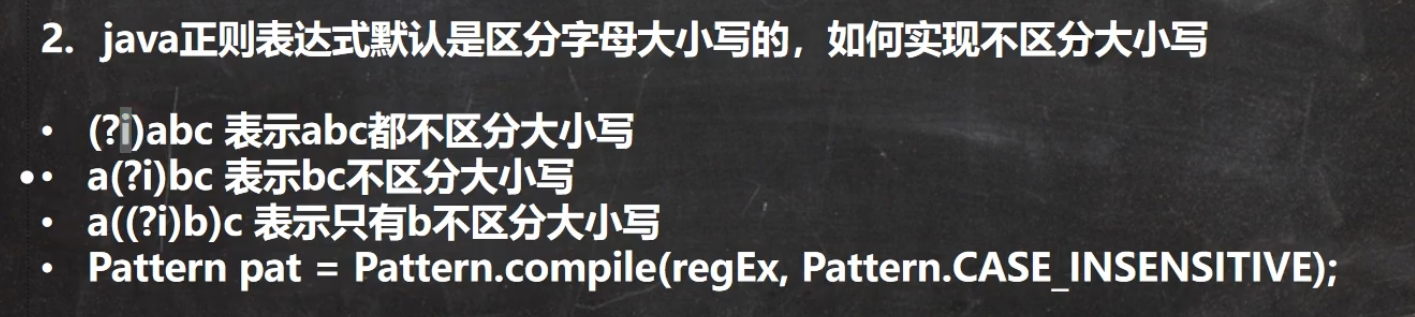 2. java正则表达式默认是区分字母大小写的，如何实现不区分大小写
• (?i)abc 表示abc都不区分大小写
• a(?i)bc 表示bc不区分大小写
• a((?i)b)c 表示只有b不区分大小写
• Pattern pat = Pattern.compile(regEx, Pattern.CASE_INSENSITIVE);